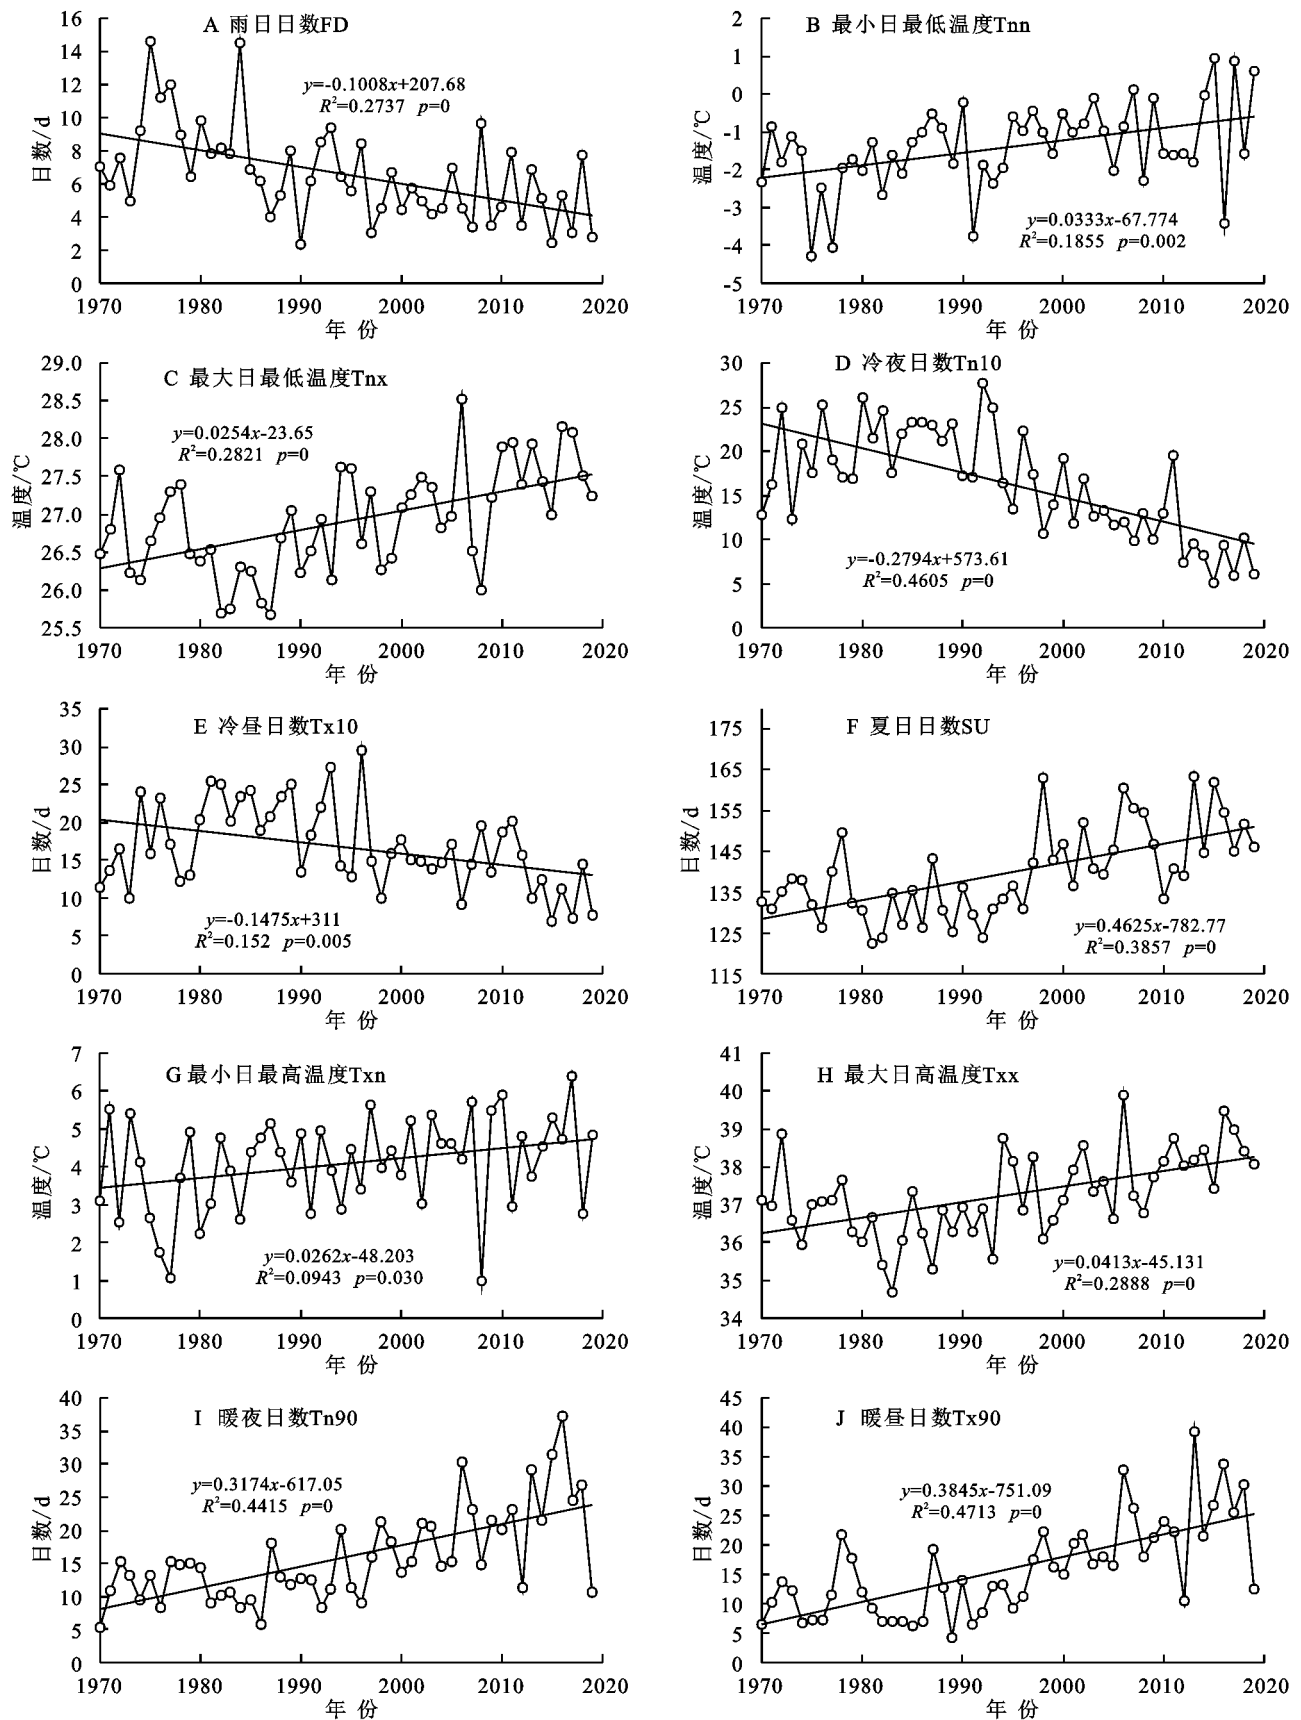 A 雨日日数FD
y=-0.1008x+207.68
R²=0.2737 p=0
日数/d
16
14
12
10
8
6
4
2
0
1970 1980 1990 2000 2010 2020
年 份
B 最小日最低温度Tnn
y=0.0333x-67.774
R²=0.1855 p=0.002
温度/℃
2
1
0
-1
-2
-3
-4
-5
1970 1980 1990 2000 2010 2020
年 份
C 最大日最低温度Tnx
y=0.0254x-23.65
R²=0.2821 p=0
温度/℃
29.0
28.5
28.0
27.5
27.0
26.5
26.0
25.5
1970 1980 1990 2000 2010 2020
年 份
D 冷夜日数Tn10
y=-0.2794x+573.61
R²=0.4605 p=0
温度/℃
30
25
20
15
10
5
0
1970 1980 1990 2000 2010 2020
年 份
E 冷昼日数Tx10
y=-0.1475x+311
R²=0.152 p=0.005
日数/d
35
30
25
20
15
10
5
0
1970 1980 1990 2000 2010 2020
年 份
F 夏日日数SU
y=0.4625x-782.77
R²=0.3857 p=0
日数/d
175
165
155
145
135
125
115
1970 1980 1990 2000 2010 2020
年 份
G 最小日最高温度Txn
y=0.0262x-48.203
R²=0.0943 p=0.030
温度/℃
7
6
5
4
3
2
1
0
1970 1980 1990 2000 2010 2020
年 份
H 最大日高温度Txx
y=0.0413x-45.131
R²=0.2888 p=0
温度/℃
41
40
39
38
37
36
35
34
1970 1980 1990 2000 2010 2020
年 份
I 暖夜日数Tn90
y=0.3174x-617.05
R²=0.4415 p=0
日数/d
40
35
30
25
20
15
10
5
0
1970 1980 1990 2000 2010 2020
年 份
J 暖昼日数Tx90
y=0.3845x-751.09
R²=0.4713 p=0
日数/d
45
40
35
30
25
20
15
10
5
0
1970 1980 1990 2000 2010 2020
年 份